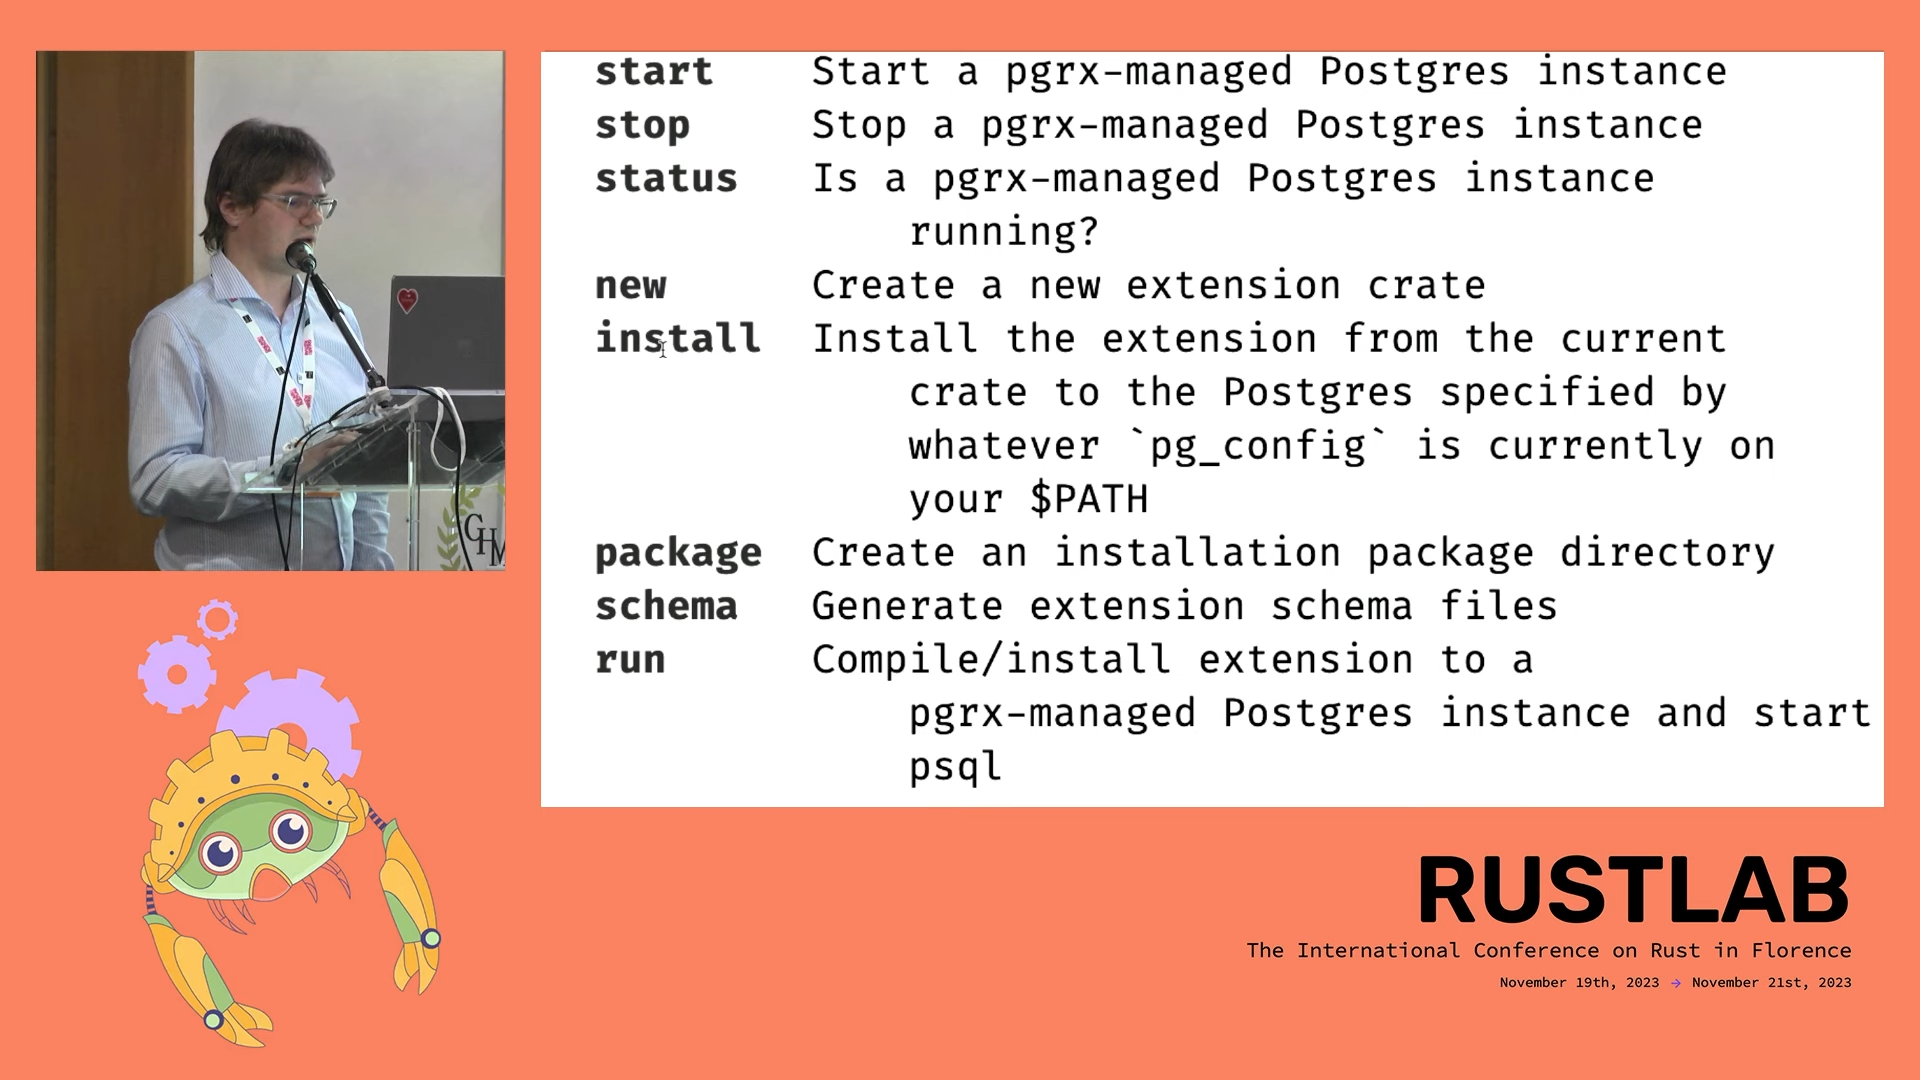 start Start a pgrx-managed Postgres instance
stop Stop a pgrx-managed Postgres instance
status Is a pgrx-managed Postgres instance
running?
new Create a new extension crate
install Install the extension from the current
crate to the Postgres specified by
whatever `pg_config` is currently on
your $PATH
package Create an installation package directory
schema Generate extension schema files
run Compile/install extension to a
pgrx-managed Postgres instance and start
psql
GHM
RUSTLAB
The International Conference on Rust in Florence
November 19th, 2023 → November 21st, 2023